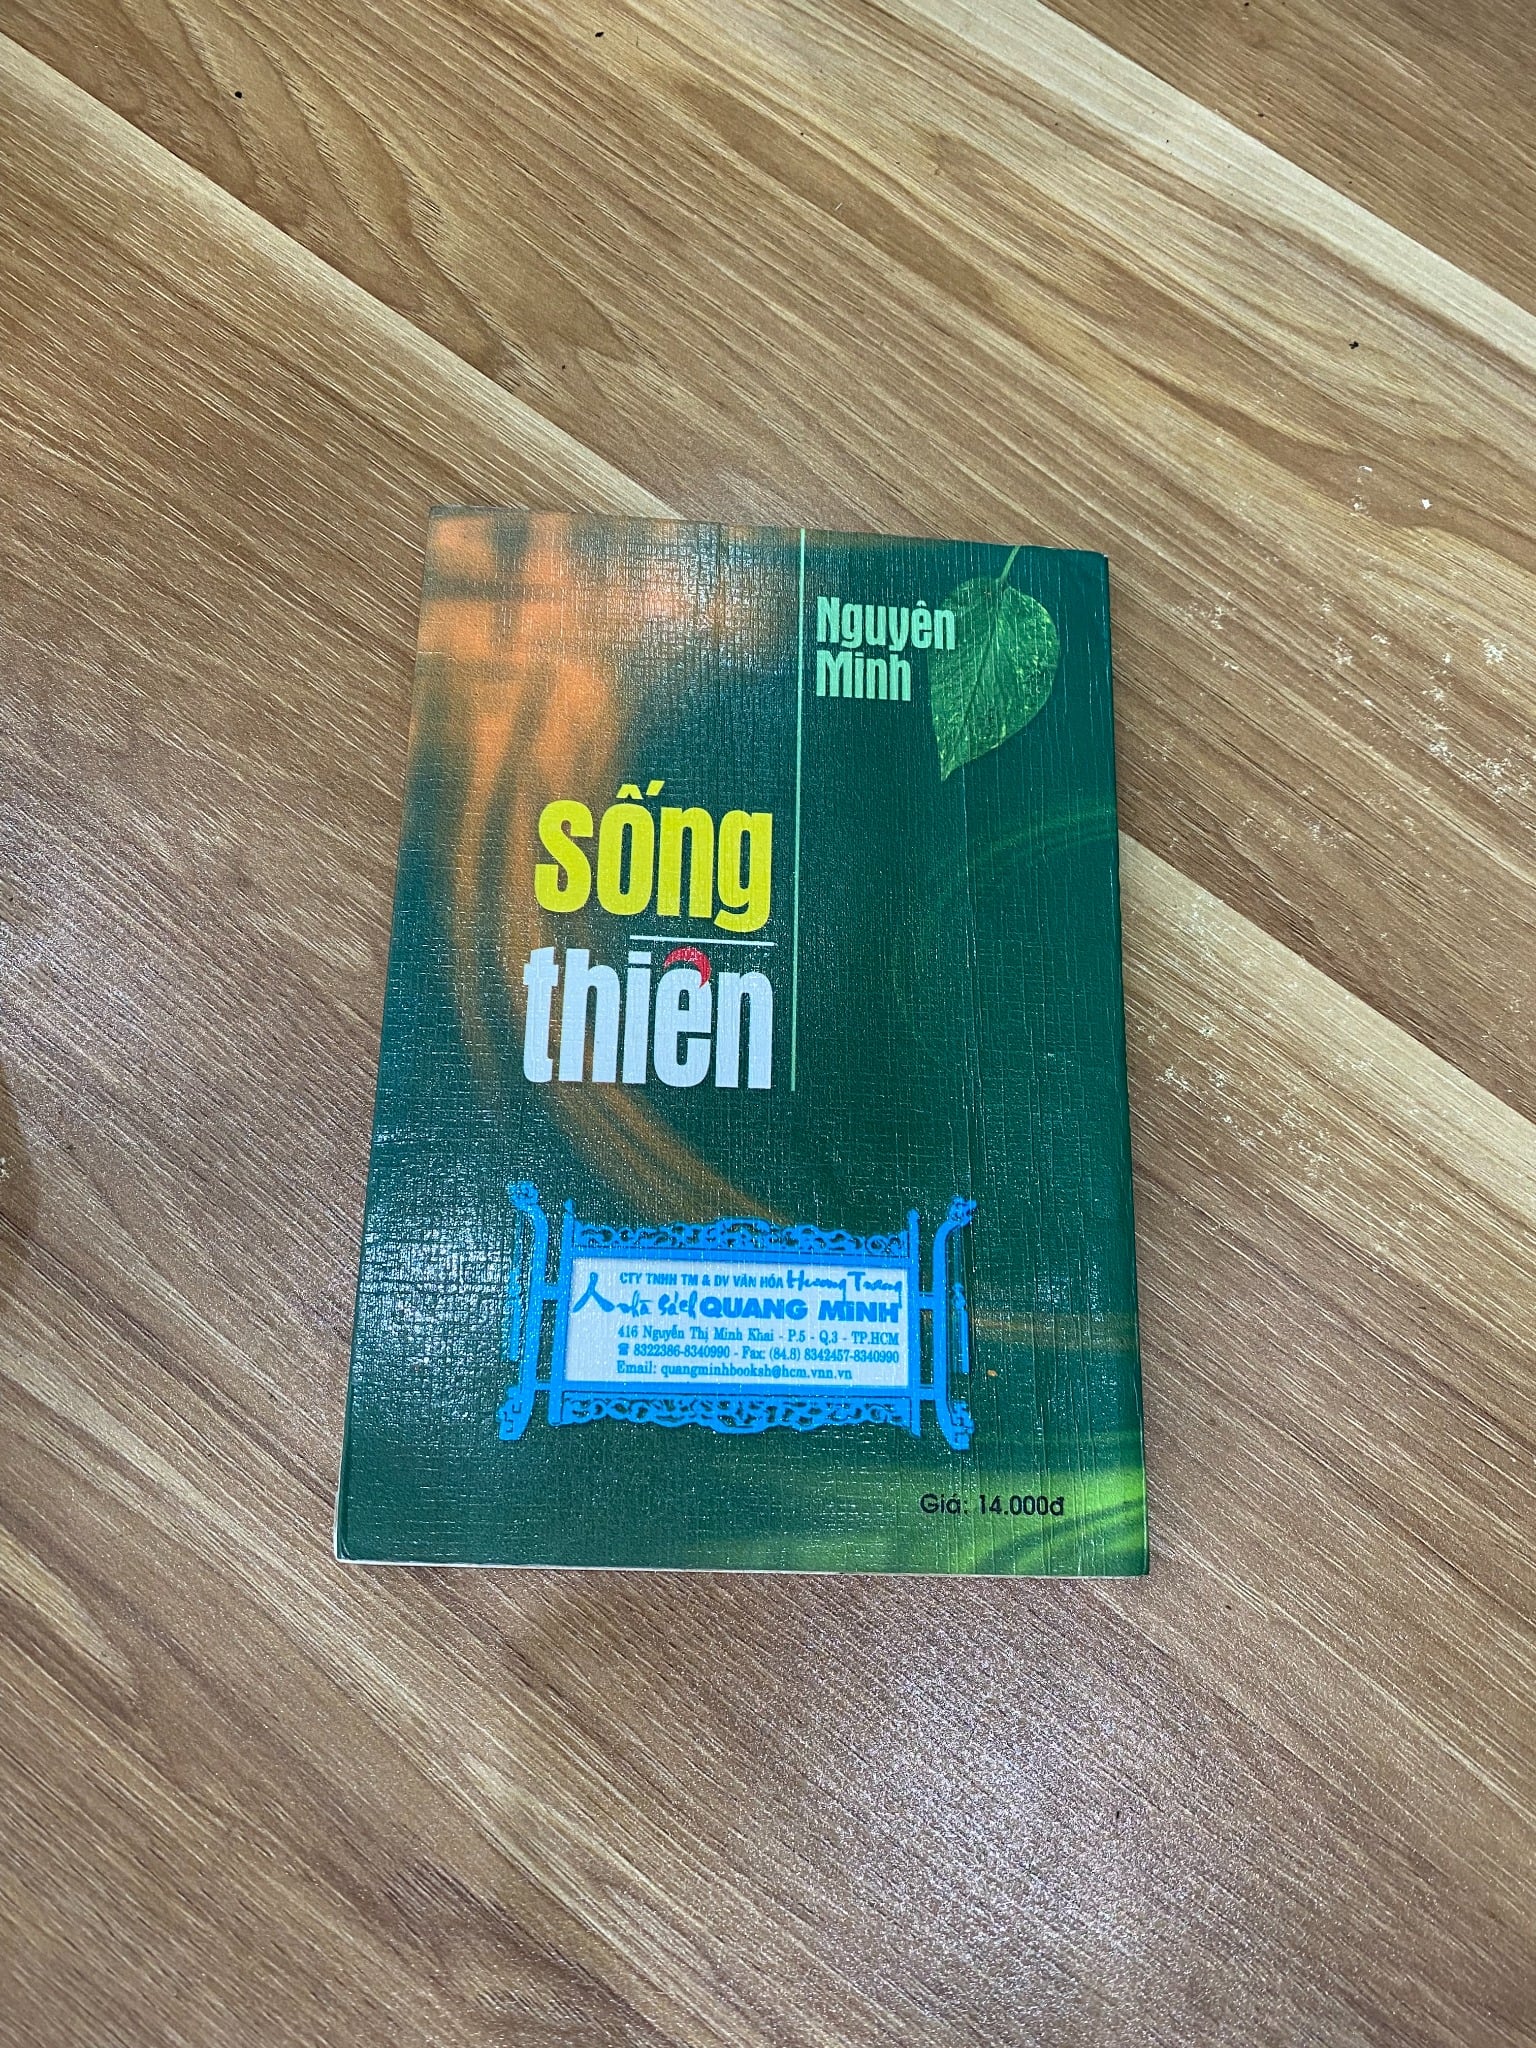 Nguyên
Minh
sống
thiền
CTY TNHH TM & DV VĂN HÓA Hương Trang
Nhà sách QUANG MINH
416 Nguyễn Thị Minh Khai - P.5 - Q.3 - TP.HCM
☎ 8322386-8340990 - Fax: (84.8) 8342457-8340990
Email: quangminhbooksh@hcm.vnn.vn
Giá: 14.000đ